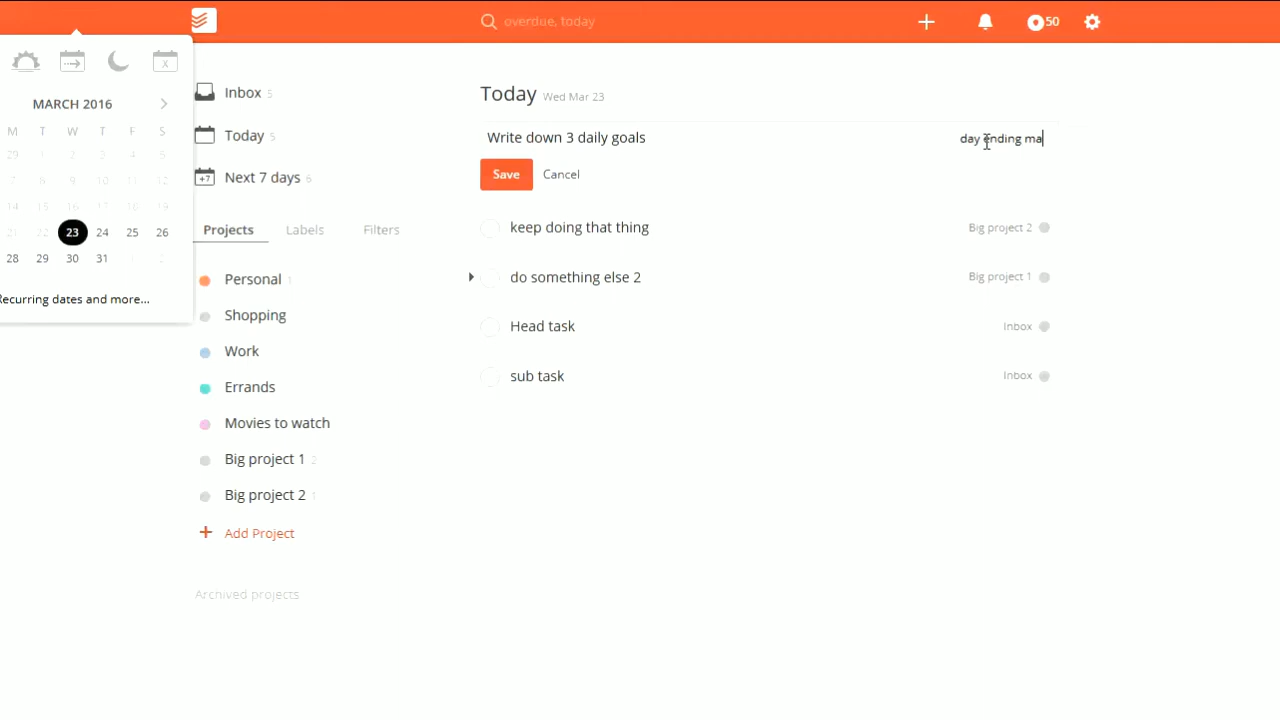 overdue, today
50
X
MARCH 2016
M T W T F S
29 1 2 3 4 5
7 8 9 10 11 12
14 15 16 17 18 19
21 22 23 24 25 26
28 29 30 31 1 2
Recurring dates and more...
Inbox 5
Today 5
+7 Next 7 days 6
Projects Labels Filters
Personal 1
Shopping
Work
Errands
Movies to watch
Big project 1 2
Big project 2 1
+ Add Project
Archived projects
Today Wed Mar 23
Write down 3 daily goals day ending ma
Save Cancel
keep doing that thing Big project 2
do something else 2 Big project 1
Head task Inbox
sub task Inbox